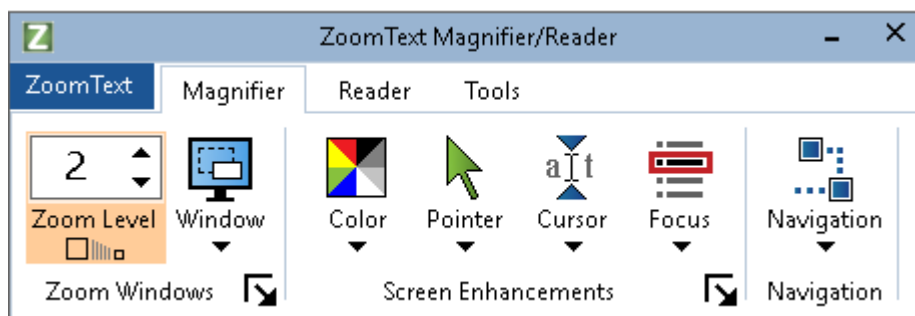 Z ZoomText Magnifier/Reader
ZoomText Magnifier Reader Tools
2
a t
Zoom Level Window Color Pointer Cursor Focus Navigation
Zoom Windows Screen Enhancements Navigation